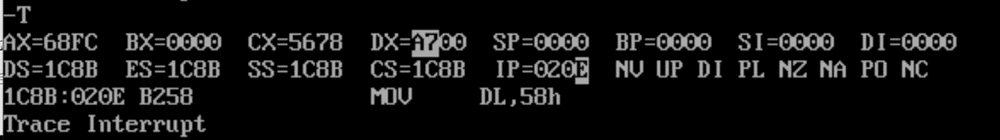 -T
AX=68FC BX=0000 CX=5678 DX=A700 SP=0000 BP=0000 SI=0000 DI=0000
DS=1C8B ES=1C8B SS=1C8B CS=1C8B IP=020E NV UP DI PL NZ NA PO NC
1C8B:020E B258 MOV DL,58h
Trace Interrupt